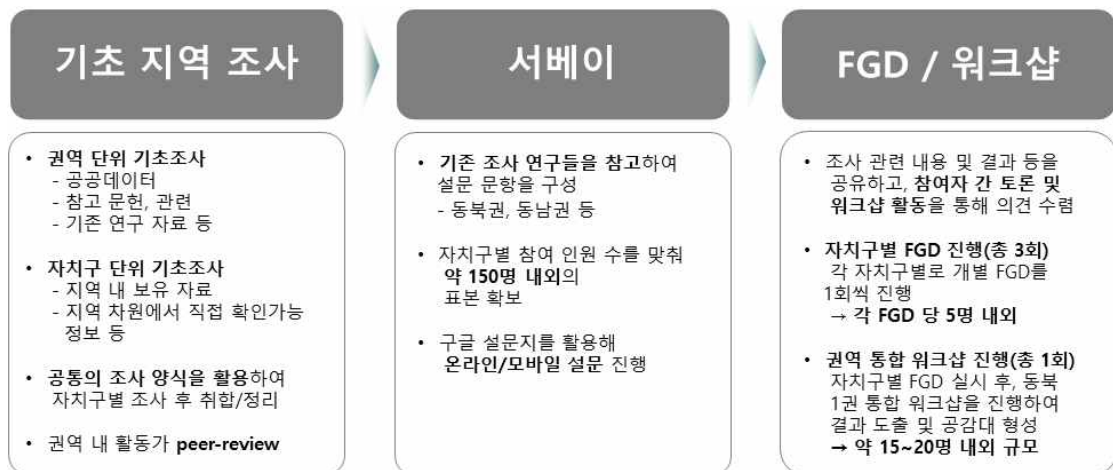 기초 지역 조사
• 권역 단위 기초조사
- 공공데이터
- 참고 문헌, 관련
- 기존 연구 자료 등
• 자치구 단위 기초조사
- 지역 내 보유 자료
- 지역 차원에서 직접 확인가능
정보 등
• 공통의 조사 양식을 활용하여
자치구별 조사 후 취합/정리
• 권역 내 활동가 peer-review
서베이
• 기존 조사 연구들을 참고하여
설문 문항을 구성
- 동북권, 동남권 등
• 자치구별 참여 인원 수를 맞춰
약 150명 내외의
표본 확보
• 구글 설문지를 활용해
온라인/모바일 설문 진행
FGD / 워크샵
• 조사 관련 내용 및 결과 등을
공유하고, 참여자 간 토론 및
워크샵 활동을 통해 의견 수렴
• 자치구별 FGD 진행(총 3회)
각 자치구별로 개별 FGD를
1회씩 진행
→ 각 FGD 당 5명 내외
• 권역 통합 워크샵 진행(총 1회)
자치구별 FGD 실시 후, 동북
1권 통합 워크샵을 진행하여
결과 도출 및 공감대 형성
→ 약 15~20명 내외 규모